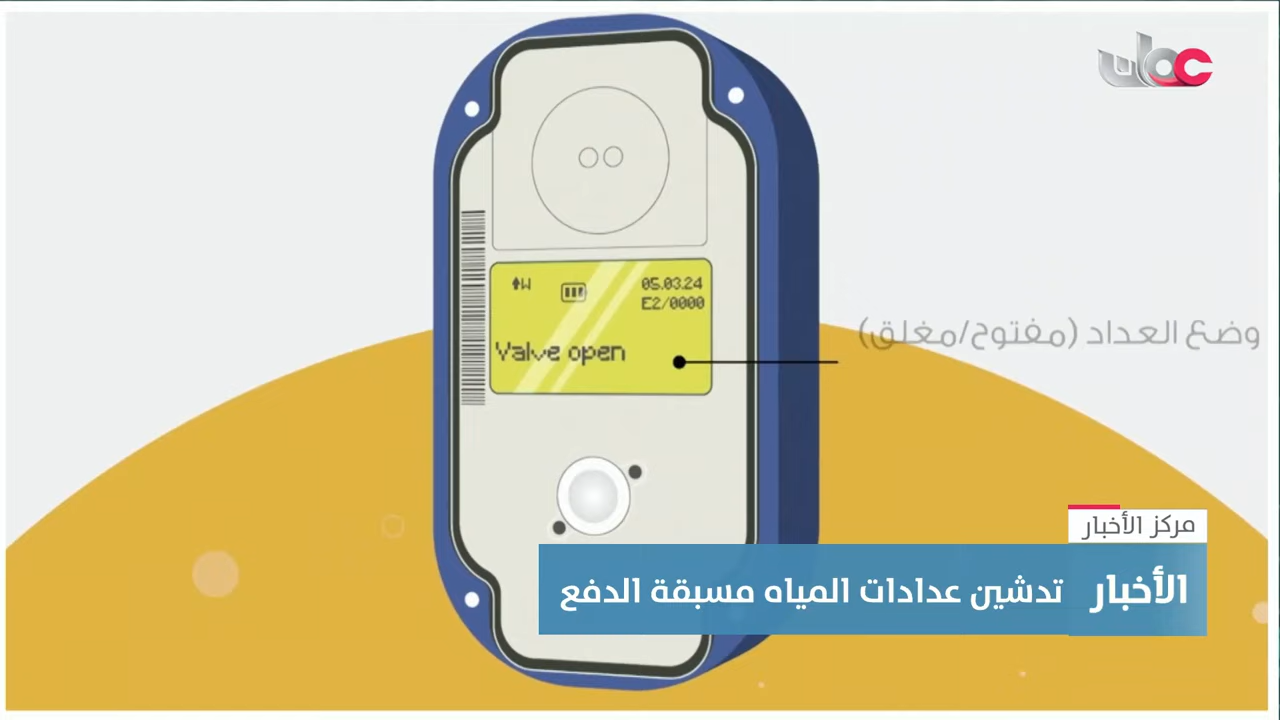 عمان
05.03.24
E2/0000
Valve open
وضع العداد (مفتوح/مغلق)
مركز الأخبار
الأخبار تدشين عدادات المياه مسبقة الدفع